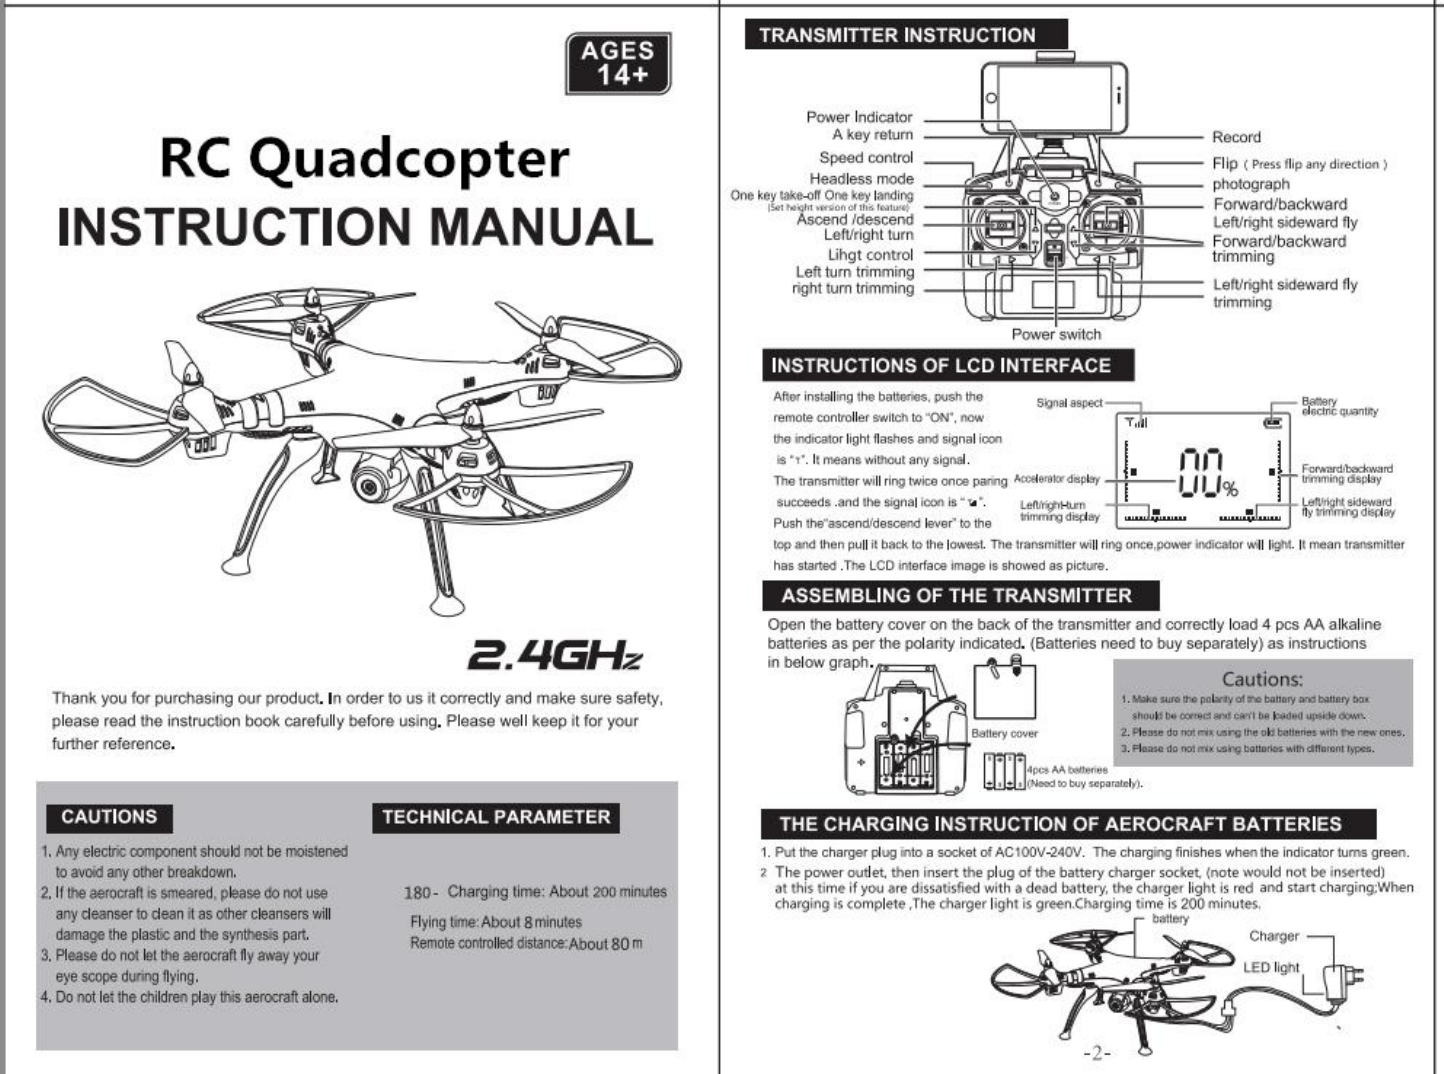 AGES
14+
RC Quadcopter
INSTRUCTION MANUAL
2.4GHz
Thank you for purchasing our product. In order to us it correctly and make sure safety,
please read the instruction book carefully before using. Please well keep it for your
further reference.
CAUTIONS
1. Any electric component should not be moistened
to avoid any other breakdown.
2. If the aerocraft is smeared, please do not use
any cleanser to clean it as other cleansers will
damage the plastic and the synthesis part.
3. Please do not let the aerocraft fly away your
eye scope during flying.
4. Do not let the children play this aerocraft alone.
TECHNICAL PARAMETER
180- Charging time: About 200 minutes
Flying time: About 8 minutes
Remote controlled distance: About 80 m
TRANSMITTER INSTRUCTION
Power Indicator
A key return
Speed control
Headless mode
One key take-off One key landing
(Set height version of this feature)
Ascend /descend
Left/right turn
Lihgt control
Left turn trimming
right turn trimming
Record
Flip ( Press flip any direction )
photograph
Forward/backward
Left/right sideward fly
Forward/backward
trimming
Left/right sideward fly
trimming
Power switch
INSTRUCTIONS OF LCD INTERFACE
After installing the batteries, push the
remote controller switch to "ON", now
the indicator light flashes and signal icon
is "T". It means without any signal.
The transmitter will ring twice once paring
succeeds .and the signal icon is " ".
Push the"ascend/descend lever" to the
top and then pull it back to the lowest. The transmitter will ring once,power indicator will light. It mean transmitter
has started .The LCD interface image is showed as picture.
Signal aspect
Battery
electric quantity
Accelerator display
00%
Forward/backward
trimming display
Left/right-turn
trimming display
Left/right sideward
fly trimming display
ASSEMBLING OF THE TRANSMITTER
Open the battery cover on the back of the transmitter and correctly load 4 pcs AA alkaline
batteries as per the polarity indicated. (Batteries need to buy separately) as instructions
in below graph.
Battery cover
4pcs AA batteries
(Need to buy separately).
Cautions:
1. Make sure the polarity of the battery and battery box
should be correct and can't be loaded upside down.
2. Please do not mix using the old batteries with the new ones.
3. Please do not mix using batteries with different types.
THE CHARGING INSTRUCTION OF AEROCRAFT BATTERIES
1. Put the charger plug into a socket of AC100V-240V. The charging finishes when the indicator turns green.
2 The power outlet, then insert the plug of the battery charger socket, (note would not be inserted)
at this time if you are dissatisfied with a dead battery, the charger light is red and start charging;When
charging is complete ,The charger light is green.Charging time is 200 minutes.
battery
Charger
LED light
-2-